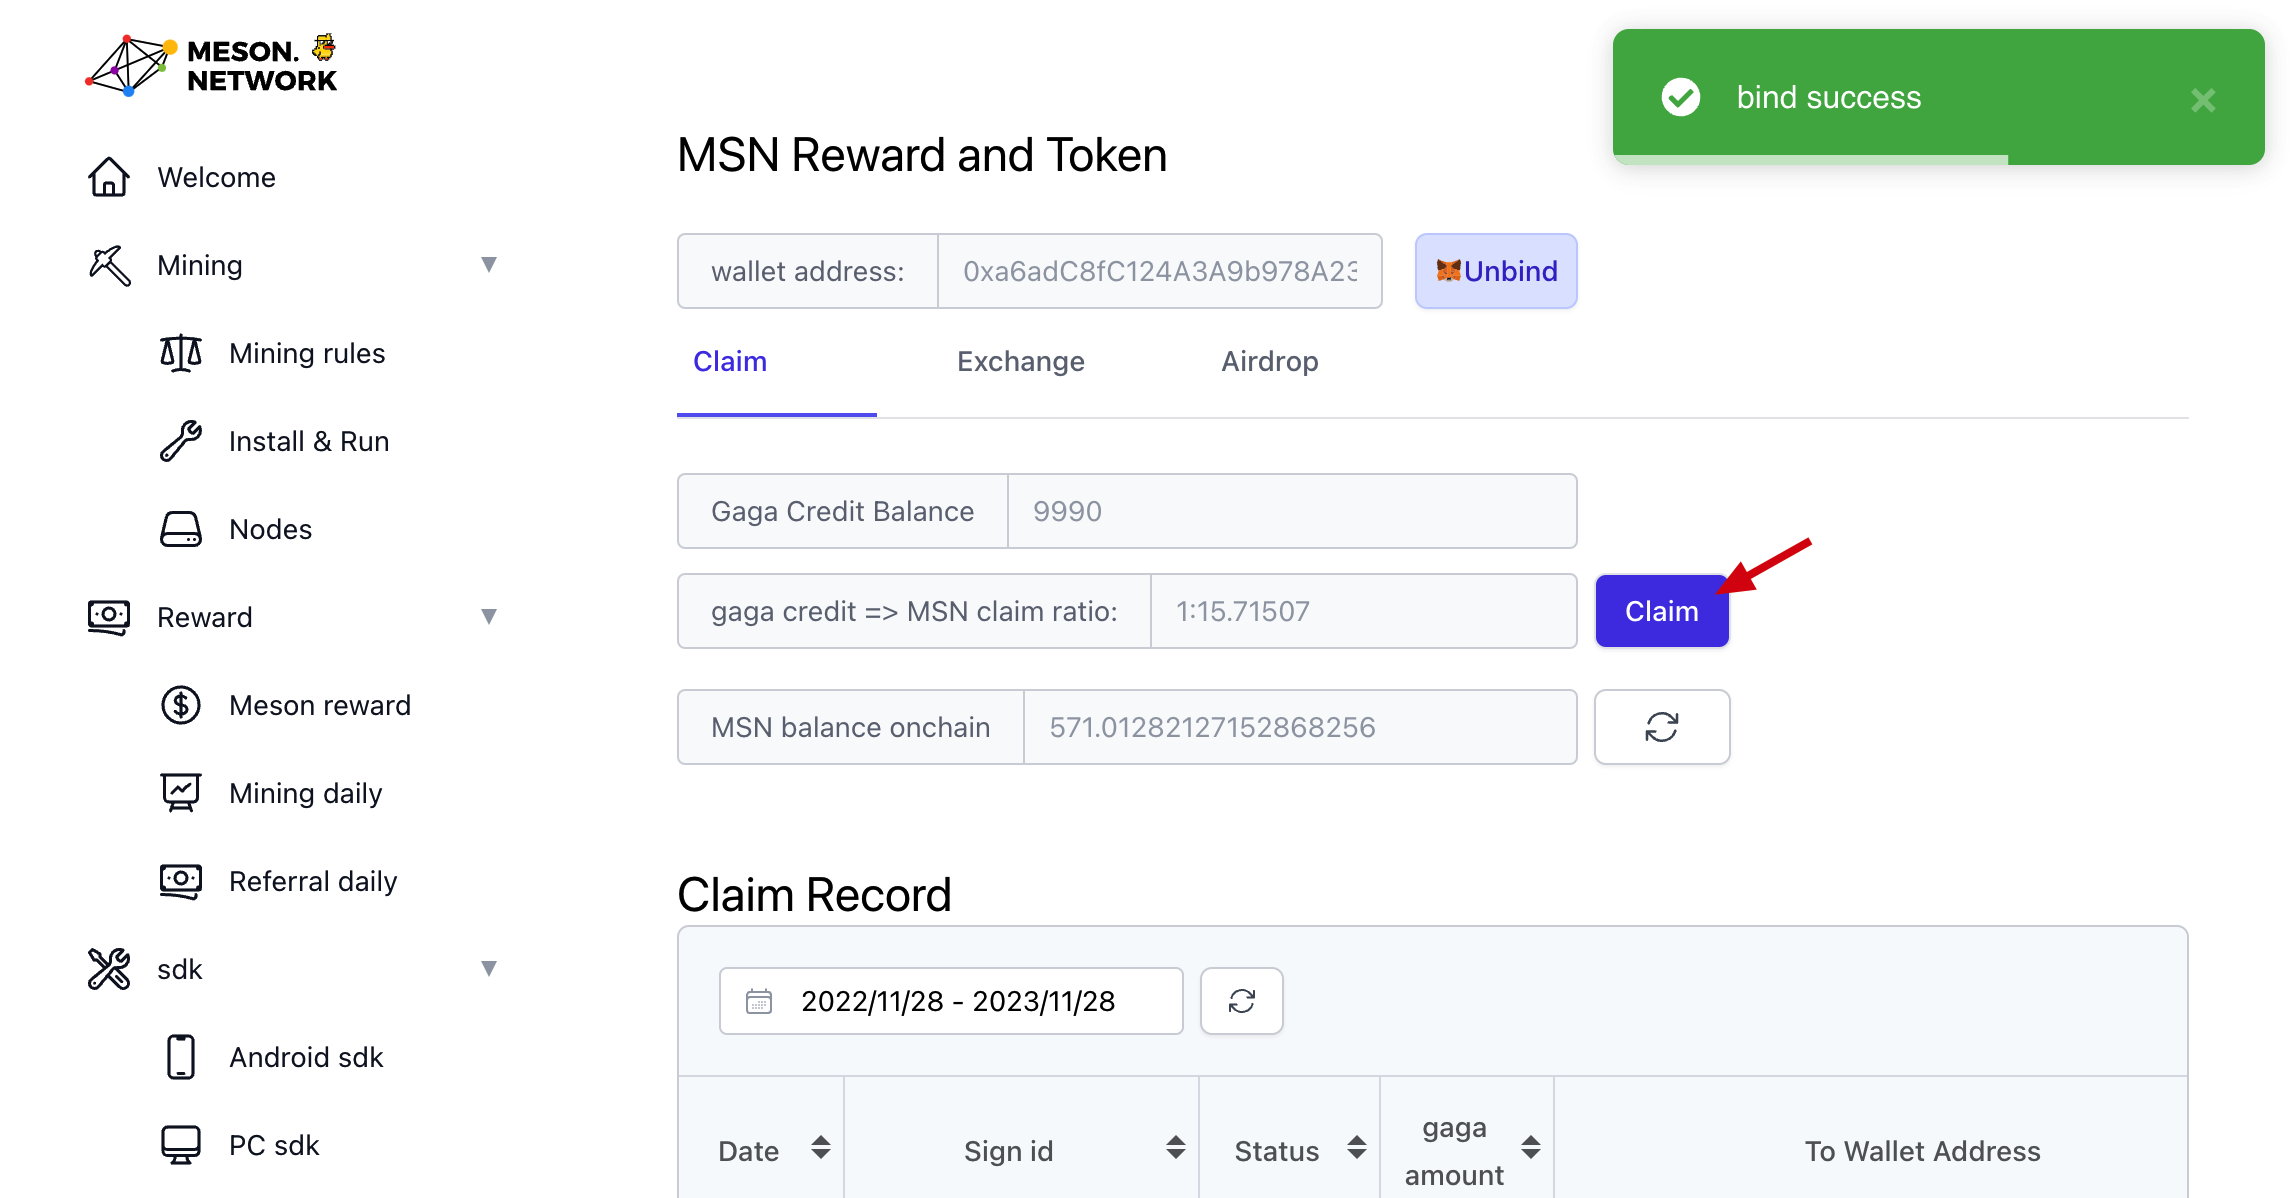 MESON.
NETWORK
bind success
Welcome
Mining
Mining rules
Install & Run
Nodes
Reward
Meson reward
Mining daily
Referral daily
sdk
Android sdk
PC sdk
MSN Reward and Token
wallet address: 0xa6adC8fC124A3A9b978A23
Unbind
Claim Exchange Airdrop
Gaga Credit Balance 9990
gaga credit => MSN claim ratio: 1:15.71507 Claim
MSN balance onchain 571.01282127152868256
Claim Record
2022/11/28 - 2023/11/28
Date Sign id Status gaga amount To Wallet Address